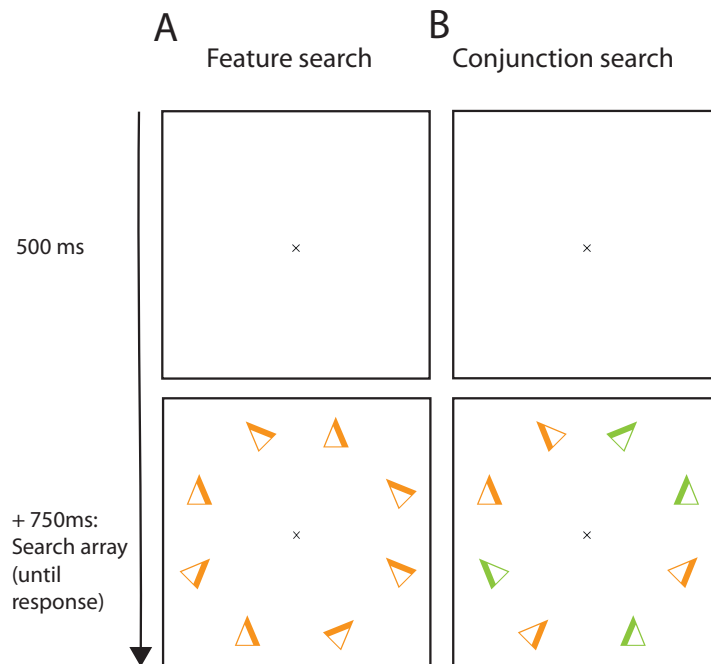 A
B
Feature search
Conjunction search
500 ms
+ 750ms:
Search array
(until
response)